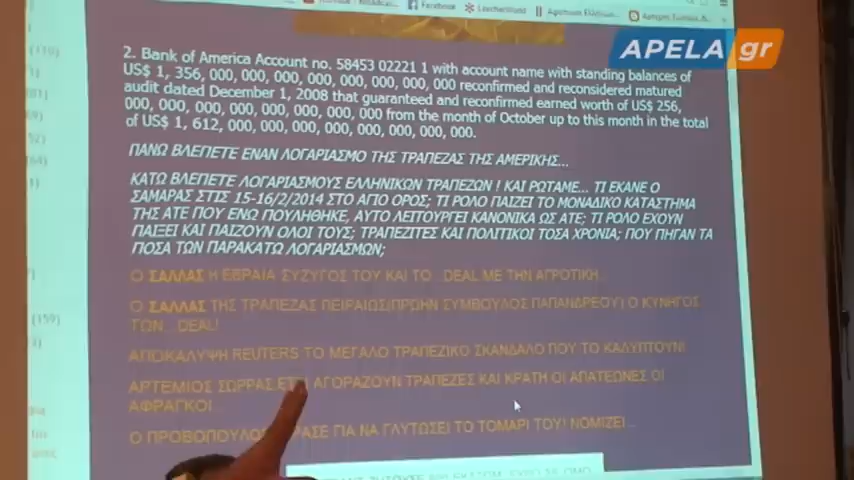 Facebook
APELA gr
2. Bank of America Account no. 58453 02221 1 with account name with standing balances of
US$ 1, 356, 000, 000, 000, 000, 000, 000, 000, 000 reconfirmed and reconsidered matured
audit dated December 1, 2008 that guaranteed and reconfirmed earned worth of US$ 256,
000, 000, 000, 000, 000, 000, 000, 000 from the month of October up to this month in the total
of US$ 1, 612, 000, 000, 000, 000, 000, 000, 000, 000.
ΠΑΝΩ ΒΛΕΠΕΤΕ ΕΝΑΝ ΛΟΓΑΡΙΑΣΜΟ ΤΗΣ ΤΡΑΠΕΖΑΣ ΤΗΣ ΑΜΕΡΙΚΗΣ...
ΚΑΤΩ ΒΛΕΠΕΤΕ ΛΟΓΑΡΙΑΣΜΟΥΣ ΕΛΛΗΝΙΚΩΝ ΤΡΑΠΕΖΩΝ ! ΚΑΙ ΡΩΤΑΜΕ... ΤΙ ΕΚΑΝΕ Ο
ΣΑΜΑΡΑΣ ΣΤΙΣ 15-16/2/2014 ΣΤΟ ΑΓΙΟ ΟΡΟΣ; ΤΙ ΡΟΛΟ ΠΑΙΖΕΙ ΤΟ ΜΟΝΑΔΙΚΟ ΚΑΤΑΣΤΗΜΑ
ΤΗΣ ΑΤΕ ΠΟΥ ΕΝΩ ΠΟΥΛΗΘΗΚΕ, ΑΥΤΟ ΛΕΙΤΟΥΡΓΕΙ ΚΑΝΟΝΙΚΑ ΩΣ ΑΤΕ; ΤΙ ΡΟΛΟ ΕΧΟΥΝ
ΠΑΙΞΕΙ ΚΑΙ ΠΑΙΖΟΥΝ ΟΛΟΙ ΤΟΥΣ; ΤΡΑΠΕΖΙΤΕΣ ΚΑΙ ΠΟΛΙΤΙΚΟΙ ΤΟΣΑ ΧΡΟΝΙΑ; ΠΟΥ ΠΗΓΑΝ ΤΑ
ΠΟΣΑ ΤΩΝ ΠΑΡΑΚΑΤΩ ΛΟΓΑΡΙΑΣΜΩΝ;
Ο ΣΑΛΛΑΣ Η ΕΒΡΑΙΑ ΣΥΖΥΓΟΣ ΤΟΥ ΚΑΙ ΤΟ...DEAL ΜΕ ΤΗΝ ΑΓΡΟΤΙΚΗ
Ο ΣΑΛΛΑΣ ΤΗΣ ΤΡΑΠΕΖΑΣ ΠΕΙΡΑΙΩΣ(ΠΡΩΗΝ ΣΥΜΒΟΥΛΟΣ ΠΑΠΑΝΔΡΕΟΥ) Ο ΚΥΝΗΓΟΣ
ΤΩΝ...DEAL!
ΑΠΟΚΑΛΥΨΗ REUTERS ΤΟ ΜΕΓΑΛΟ ΤΡΑΠΕΖΙΚΟ ΣΚΑΝΔΑΛΟ ΠΟΥ ΤΟ ΚΑΛΥΠΤΟΥΝ!
ΑΡΤΕΜΙΟΣ ΣΩΡΡΑΣ ΑΓΟΡΑΖΟΥΝ ΤΡΑΠΕΖΕΣ ΚΑΙ ΚΡΑΤΗ ΟΙ ΑΠΑΤΕΩΝΕΣ ΟΙ
ΑΦΡΑΓΚΟΙ
Ο ΓΙΑ ΝΑ ΓΛΥΤΩΣΕΙ ΤΟ ΤΟΜΑΡΙ ΤΟΥ! ΝΟΜΙΖΕΙ...
(159)